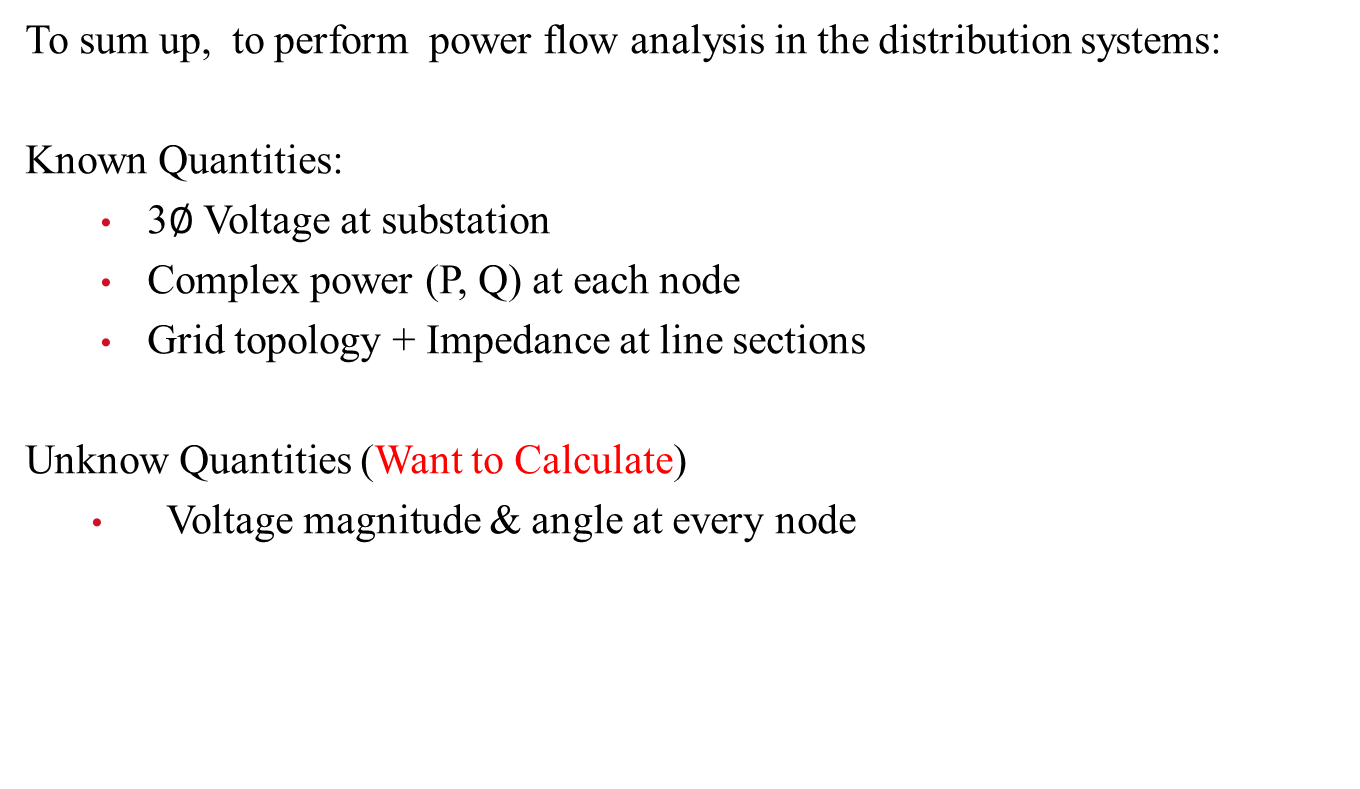 To sum up,  to perform  power flow analysis in the distribution systems:
Known Quantities:
• 3∅ Voltage at substation
• Complex power (P, Q) at each node
• Grid topology + Impedance at line sections
Unknow Quantities (Want to Calculate)
• Voltage magnitude & angle at every node